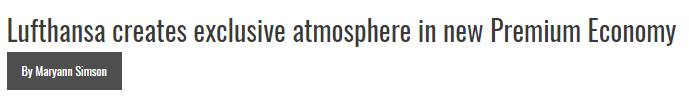 Lufthansa creates exclusive atmosphere in new Premium Economy
By Maryann Simson